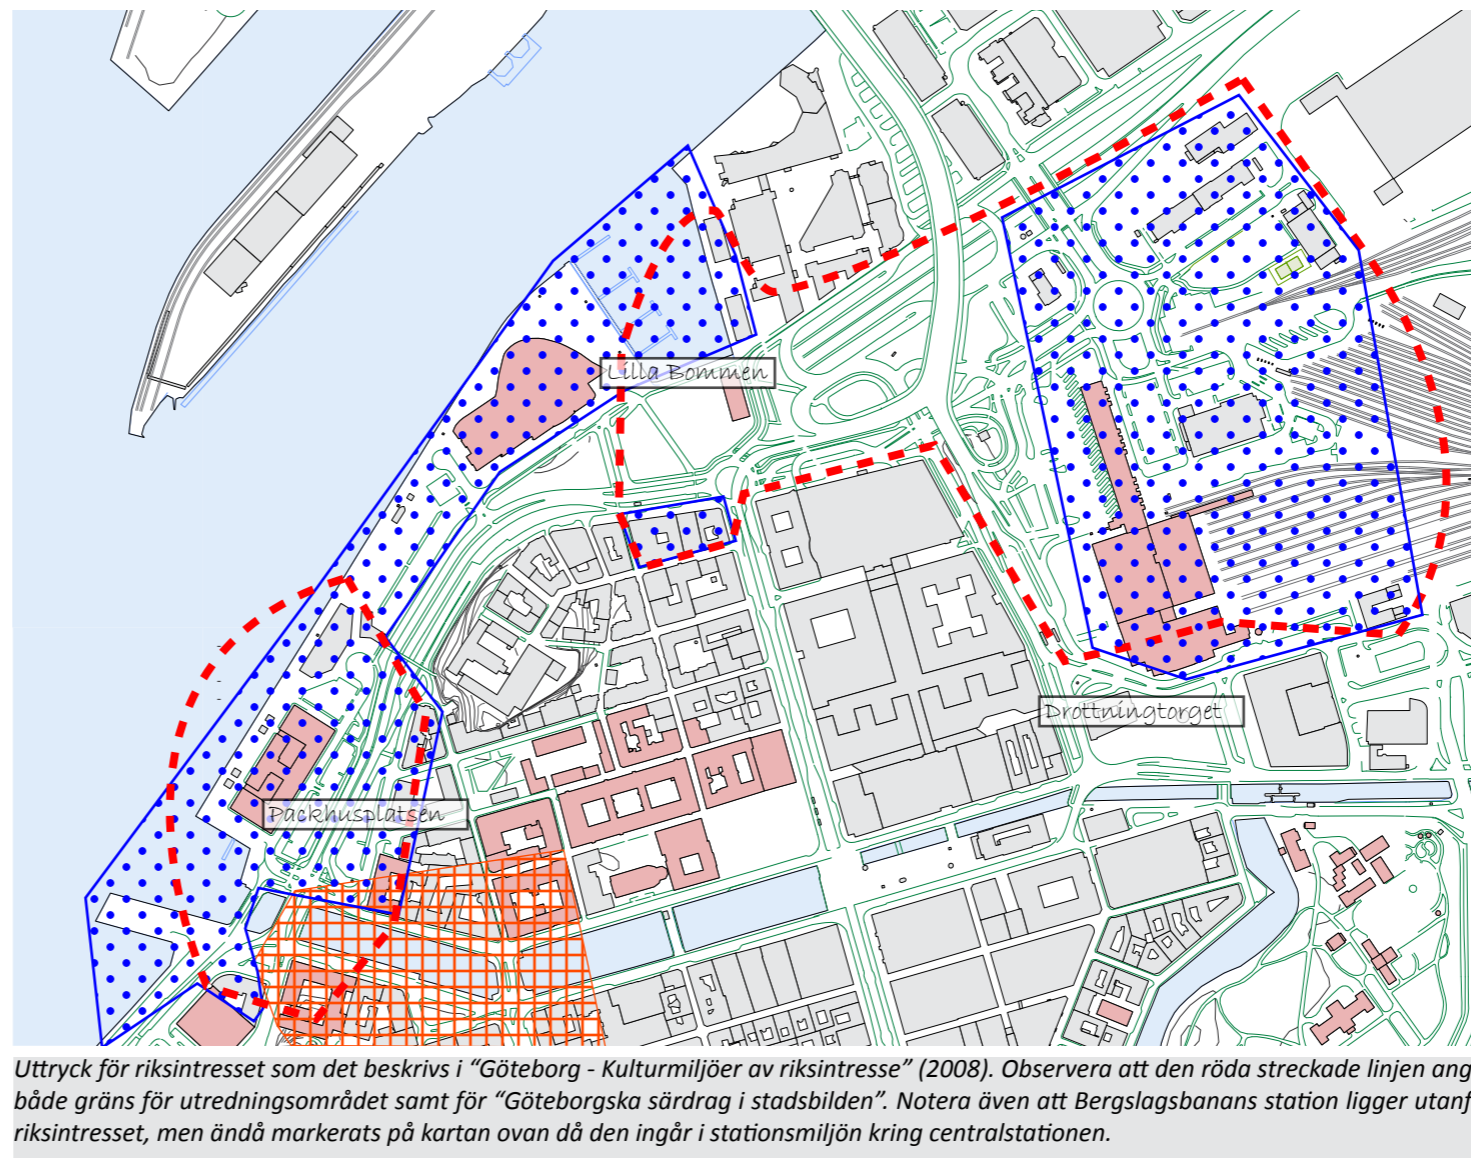 Lilla Bommen
Drottningtorget
Packhusplatsen
Uttryck för riksintresset som det beskrivs i “Göteborg - Kulturmiljöer av riksintresse” (2008). Observera att den röda streckade linjen ang
både gräns för utredningsområdet samt för “Göteborgska särdrag i stadsbilden”. Notera även att Bergslagsbanans station ligger utanf
riksintresset, men ändå markerats på kartan ovan då den ingår i stationsmiljön kring centralstationen.